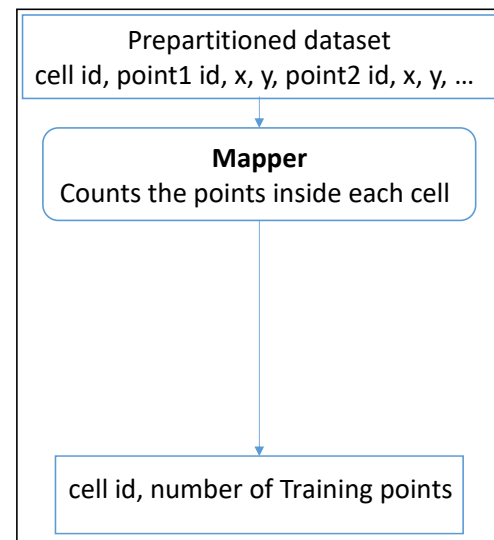 Prepartitioned dataset
cell id, point1 id, x, y, point2 id, x, y, …
Mapper
Counts the points inside each cell
cell id, number of Training points